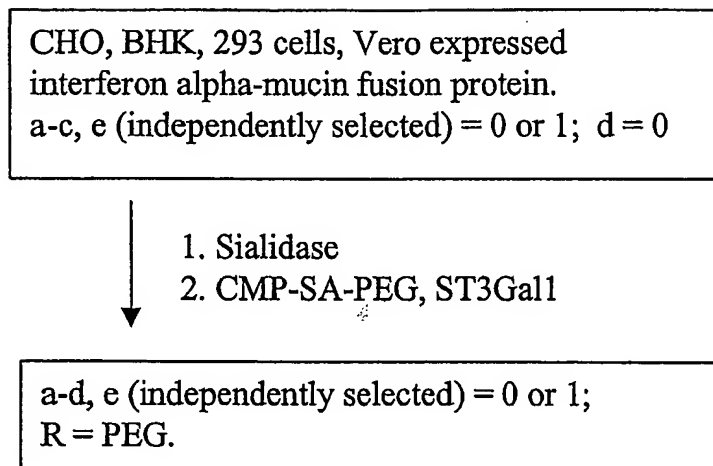 CHO, BHK, 293 cells, Vero expressed
interferon alpha-mucin fusion protein.
a-c, e (independently selected) = 0 or 1; d = 0
1. Sialidase
2. CMP-SA-PEG, ST3Gal1
a-d, e (independently selected) = 0 or 1;
R = PEG.